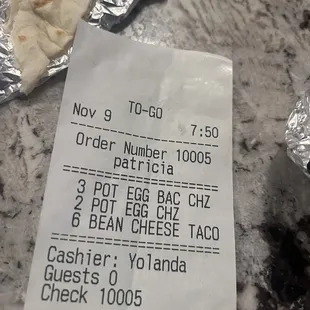 TO-GO
Nov 9 7:50
Order Number 10005
patricia
3 POT EGG BAC CHZ
2 POT EGG CHZ
6 BEAN CHEESE TACO
Cashier: Yolanda
Guests 0
Check 10005